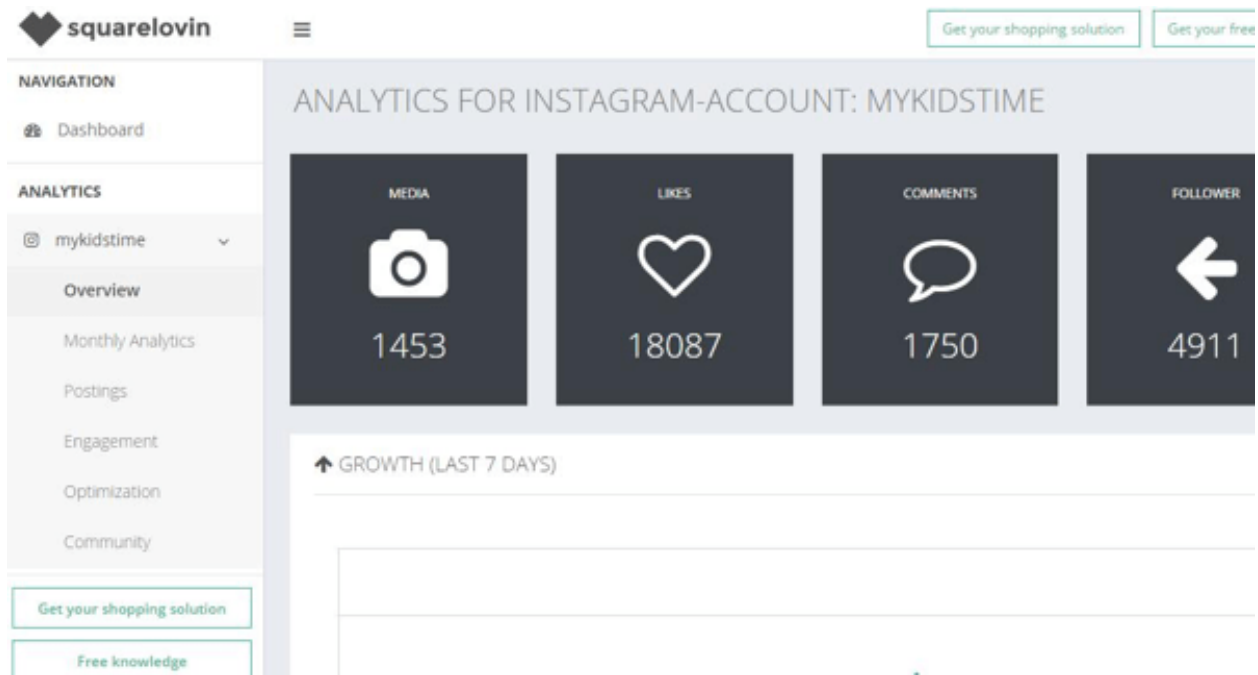 squarelovin
Get your shopping solution
Get your free
NAVIGATION
Dashboard
ANALYTICS
mykidstime
Overview
Monthly Analytics
Postings
Engagement
Optimization
Community
Get your shopping solution
Free knowledge
ANALYTICS FOR INSTAGRAM-ACCOUNT: MYKIDSTIME
MEDIA
1453
LIKES
18087
COMMENTS
1750
FOLLOWER
4911
GROWTH (LAST 7 DAYS)